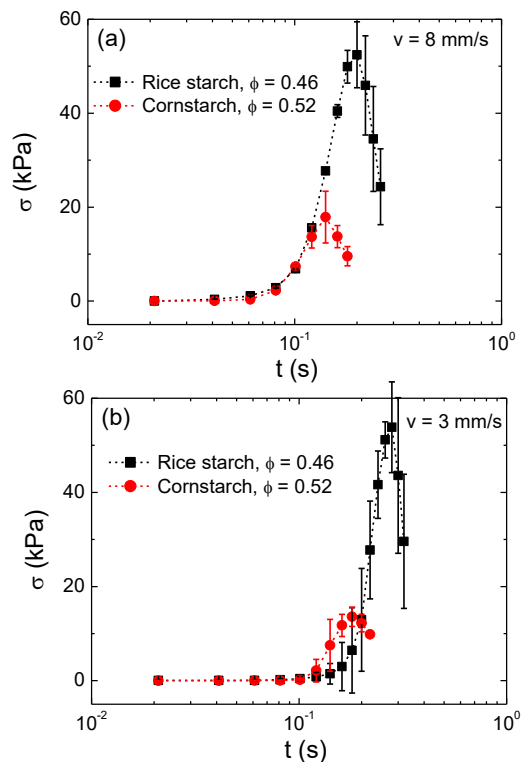 (a)
v = 8 mm/s
Rice starch, ϕ = 0.46
Cornstarch, ϕ = 0.52
60
40
20
0
σ (kPa)
10⁻²
10⁻¹
10⁰
t (s)
(b)
v = 3 mm/s
Rice starch, ϕ = 0.46
Cornstarch, ϕ = 0.52
60
40
20
0
σ (kPa)
10⁻²
10⁻¹
10⁰
t (s)